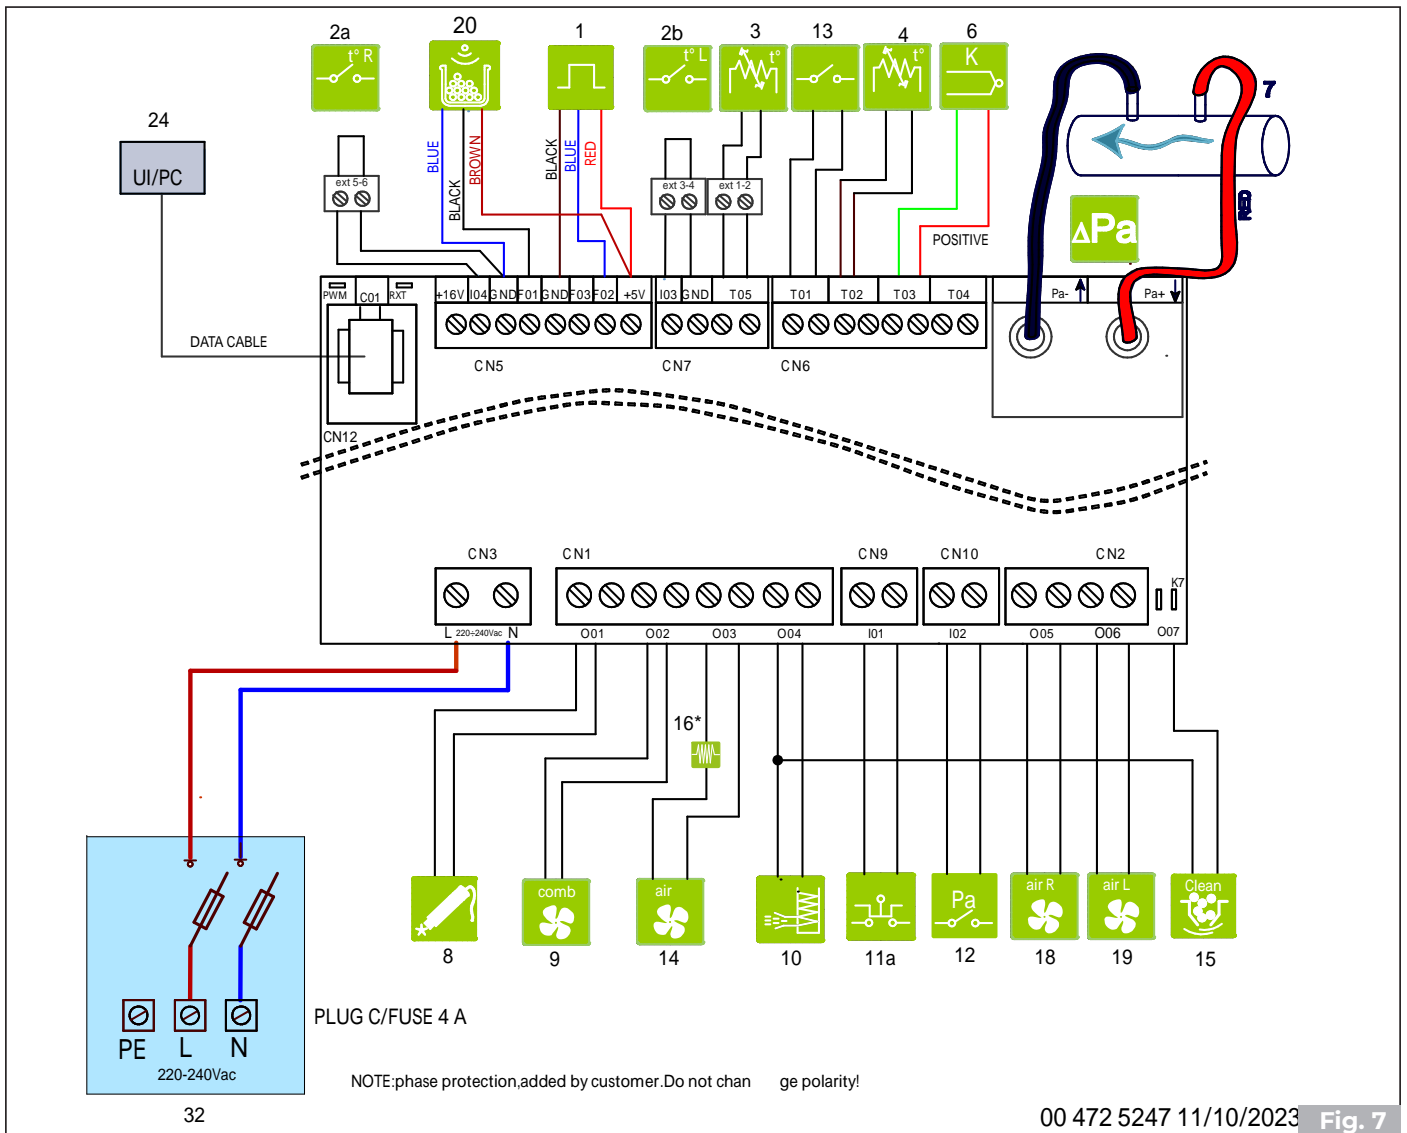 2a 20 1 2b 3 13 4 6
t° R
t° L
t°
t°
K
7
24
UI/PC
BLUE
BLACK
BROWN
BLACK
BLUE
RED
ext 5-6
ext 3-4
ext 1-2
POSITIVE
RED
ΔPa
PWM C01 RXT
+16V I04 GND F01 GND F03 F02 +5V
I03 GND T05
T01 T02 T03 T04
Pa- Pa+
DATA CABLE
CN5 CN7 CN6
CN12
CN3 CN1 CN9 CN10 CN2
K7
L 220÷240Vac N
O01 O02 O03 O04 I01 I02 O05 O06 O07
16*
comb
air
Pa
air R
air L
Clean
8 9 14 10 11a 12 18 19 15
PLUG C/FUSE 4 A
PE L N
220-240Vac
32
NOTE:phase protection,added by customer.Do not chan ge polarity!
00 472 5247 11/10/2023
Fig. 7